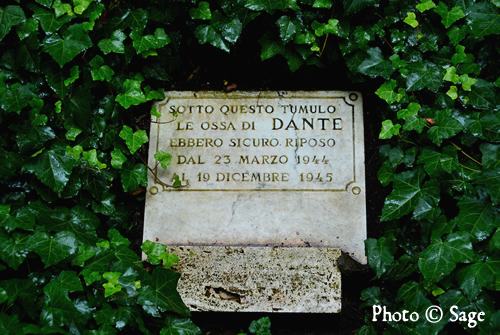 SOTTO QUESTO TUMULO
LE OSSA DI DANTE
EBBERO SICURO RIPOSO
DAL 23 MARZO 1944
AL 19 DICEMBRE 1945
Photo © Sage